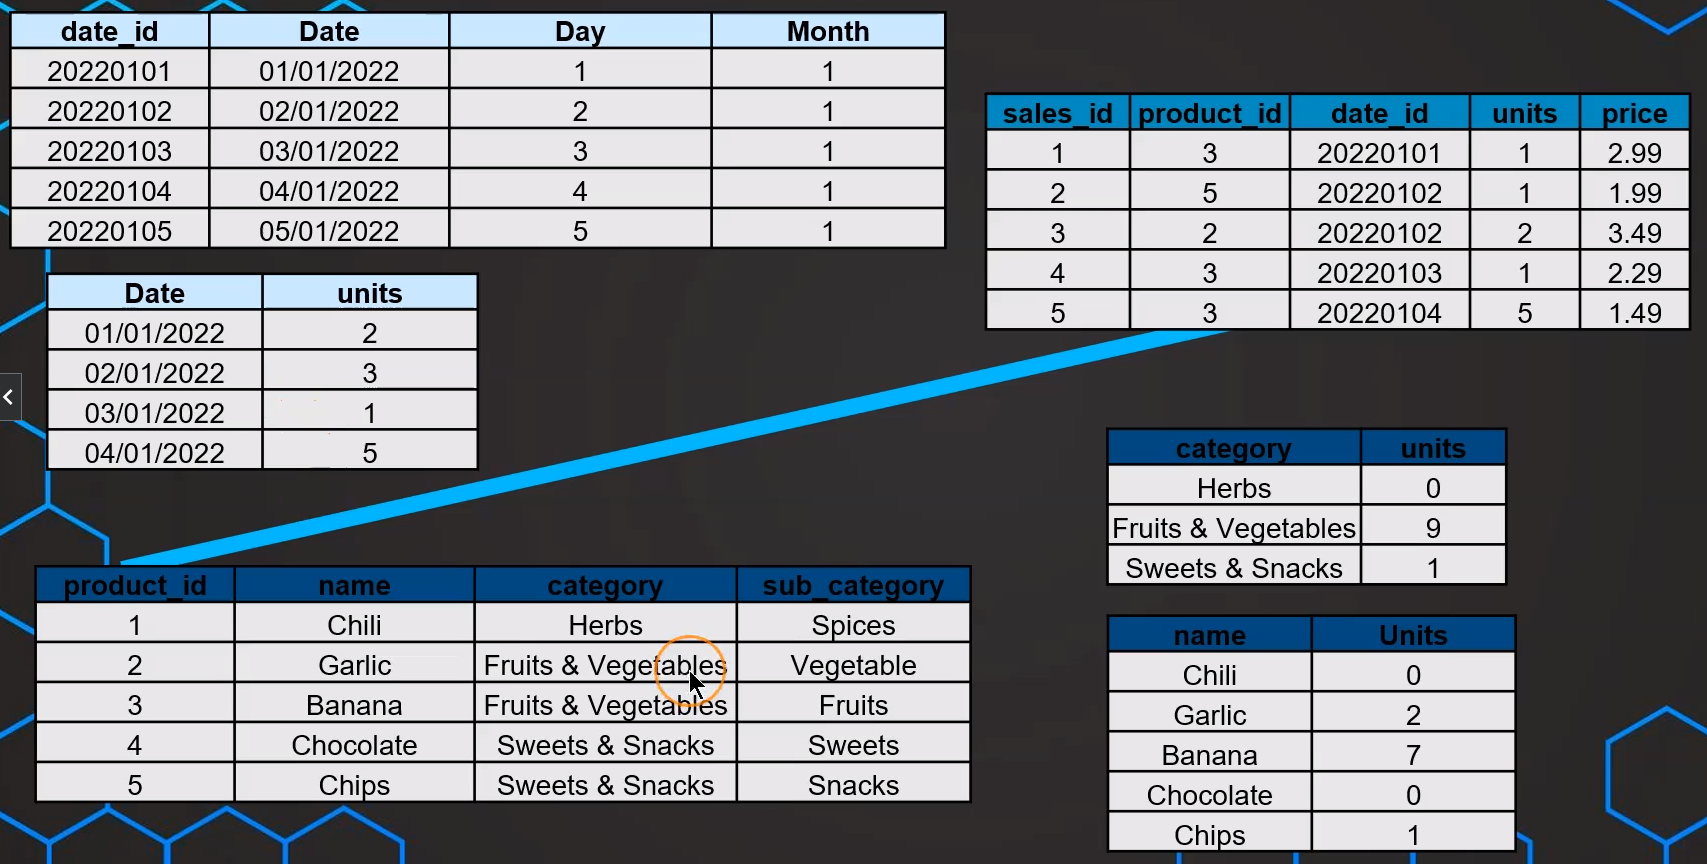 date_id Date Day Month
20220101 01/01/2022 1 1
20220102 02/01/2022 2 1
20220103 03/01/2022 3 1
20220104 04/01/2022 4 1
20220105 05/01/2022 5 1
sales_id product_id date_id units price
1 3 20220101 1 2.99
2 5 20220102 1 1.99
3 2 20220102 2 3.49
4 3 20220103 1 2.29
5 3 20220104 5 1.49
Date units
01/01/2022 2
02/01/2022 3
03/01/2022 1
04/01/2022 5
category units
Herbs 0
Fruits & Vegetables 9
Sweets & Snacks 1
product_id name category sub_category
1 Chili Herbs Spices
2 Garlic Fruits & Vegetables Vegetable
3 Banana Fruits & Vegetables Fruits
4 Chocolate Sweets & Snacks Sweets
5 Chips Sweets & Snacks Snacks
name Units
Chili 0
Garlic 2
Banana 7
Chocolate 0
Chips 1